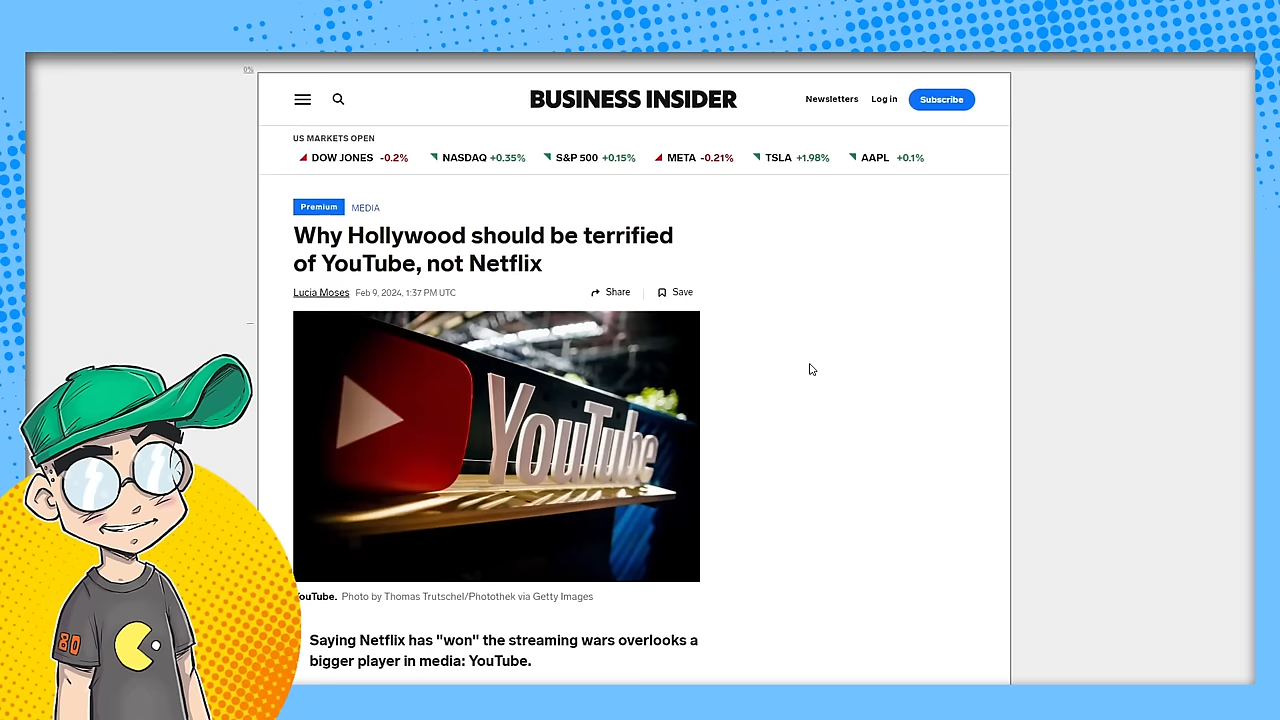 0%
BUSINESS INSIDER
Newsletters Log in Subscribe
US MARKETS OPEN
DOW JONES -0.2% NASDAQ +0.35% S&P 500 +0.15% META -0.21% TSLA +1.98% AAPL +0.1%
Premium MEDIA
Why Hollywood should be terrified
of YouTube, not Netflix
Lucia Moses Feb 9, 2024, 1:37 PM UTC Share Save
YouTube
YouTube. Photo by Thomas Trutschel/Photothek via Getty Images
Saying Netflix has "won" the streaming wars overlooks a
bigger player in media: YouTube.
80